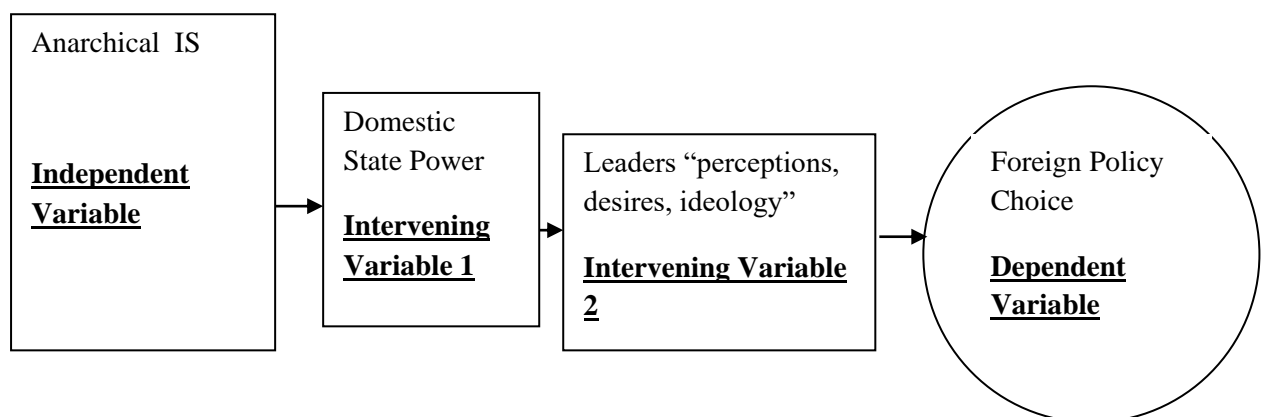 Anarchical IS
Independent
Variable
Domestic
State Power
Intervening
Variable 1
Leaders “perceptions,
desires, ideology”
Intervening Variable
2
Foreign Policy
Choice
Dependent
Variable